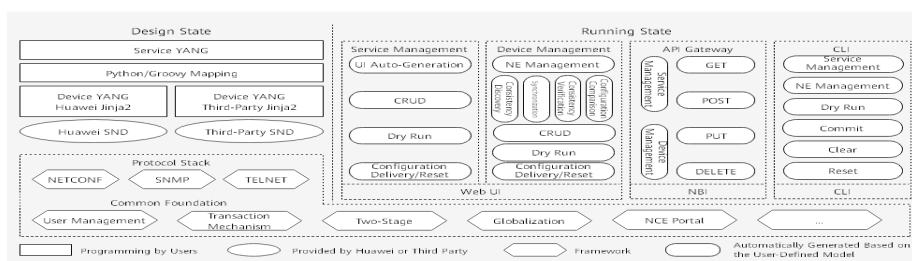 Design State
Service YANG
Python/Groovy Mapping
Device YANG
Huawei Jinja2
Device YANG
Third-Party Jinja2
Huawei SND
Third-Party SND
Protocol Stack
NETCONF
SNMP
TELNET
Common Foundation
User Management
Transaction
Mechanism
Two-Stage
Globalization
NCE Portal
...
Running State
Service Management
UI Auto-Generation
CRUD
Dry Run
Configuration
Delivery/Reset
Device Management
NE Management
Consistency
Discovery
Synchronization
Consistency
Verification
Configuration
Comparison
CRUD
Dry Run
Configuration
Delivery/Reset
Web UI
API Gateway
Service
Management
Device
Management
GET
POST
PUT
DELETE
NBI
CLI
Service
Management
NE Management
Dry Run
Commit
Clear
Reset
CLI
Programming by Users
Provided by Huawei or Third Party
Framework
Automatically Generated Based on
the User-Defined Model